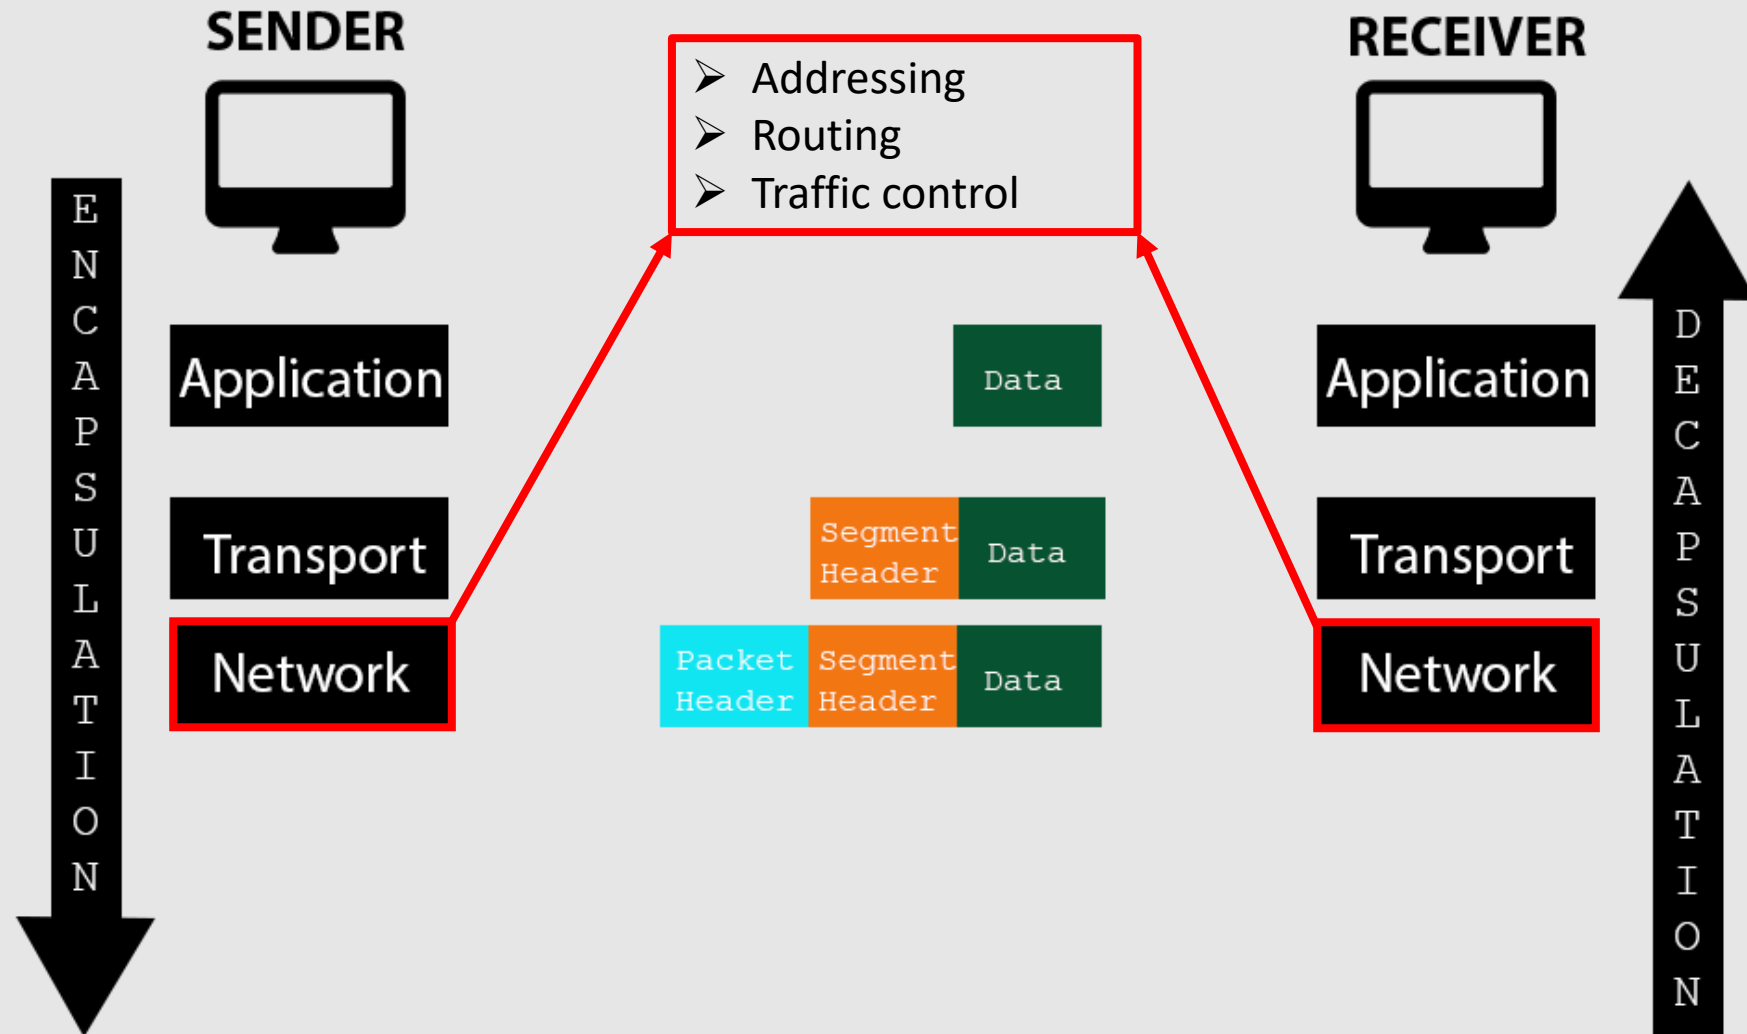 SENDER
RECEIVER
➢ Addressing
➢ Routing
➢ Traffic control
ENCAPSULATION
DECAPSULATION
Application
Data
Application
Transport
Segment
Header
Data
Transport
Network
Packet
Header
Segment
Header
Data
Network